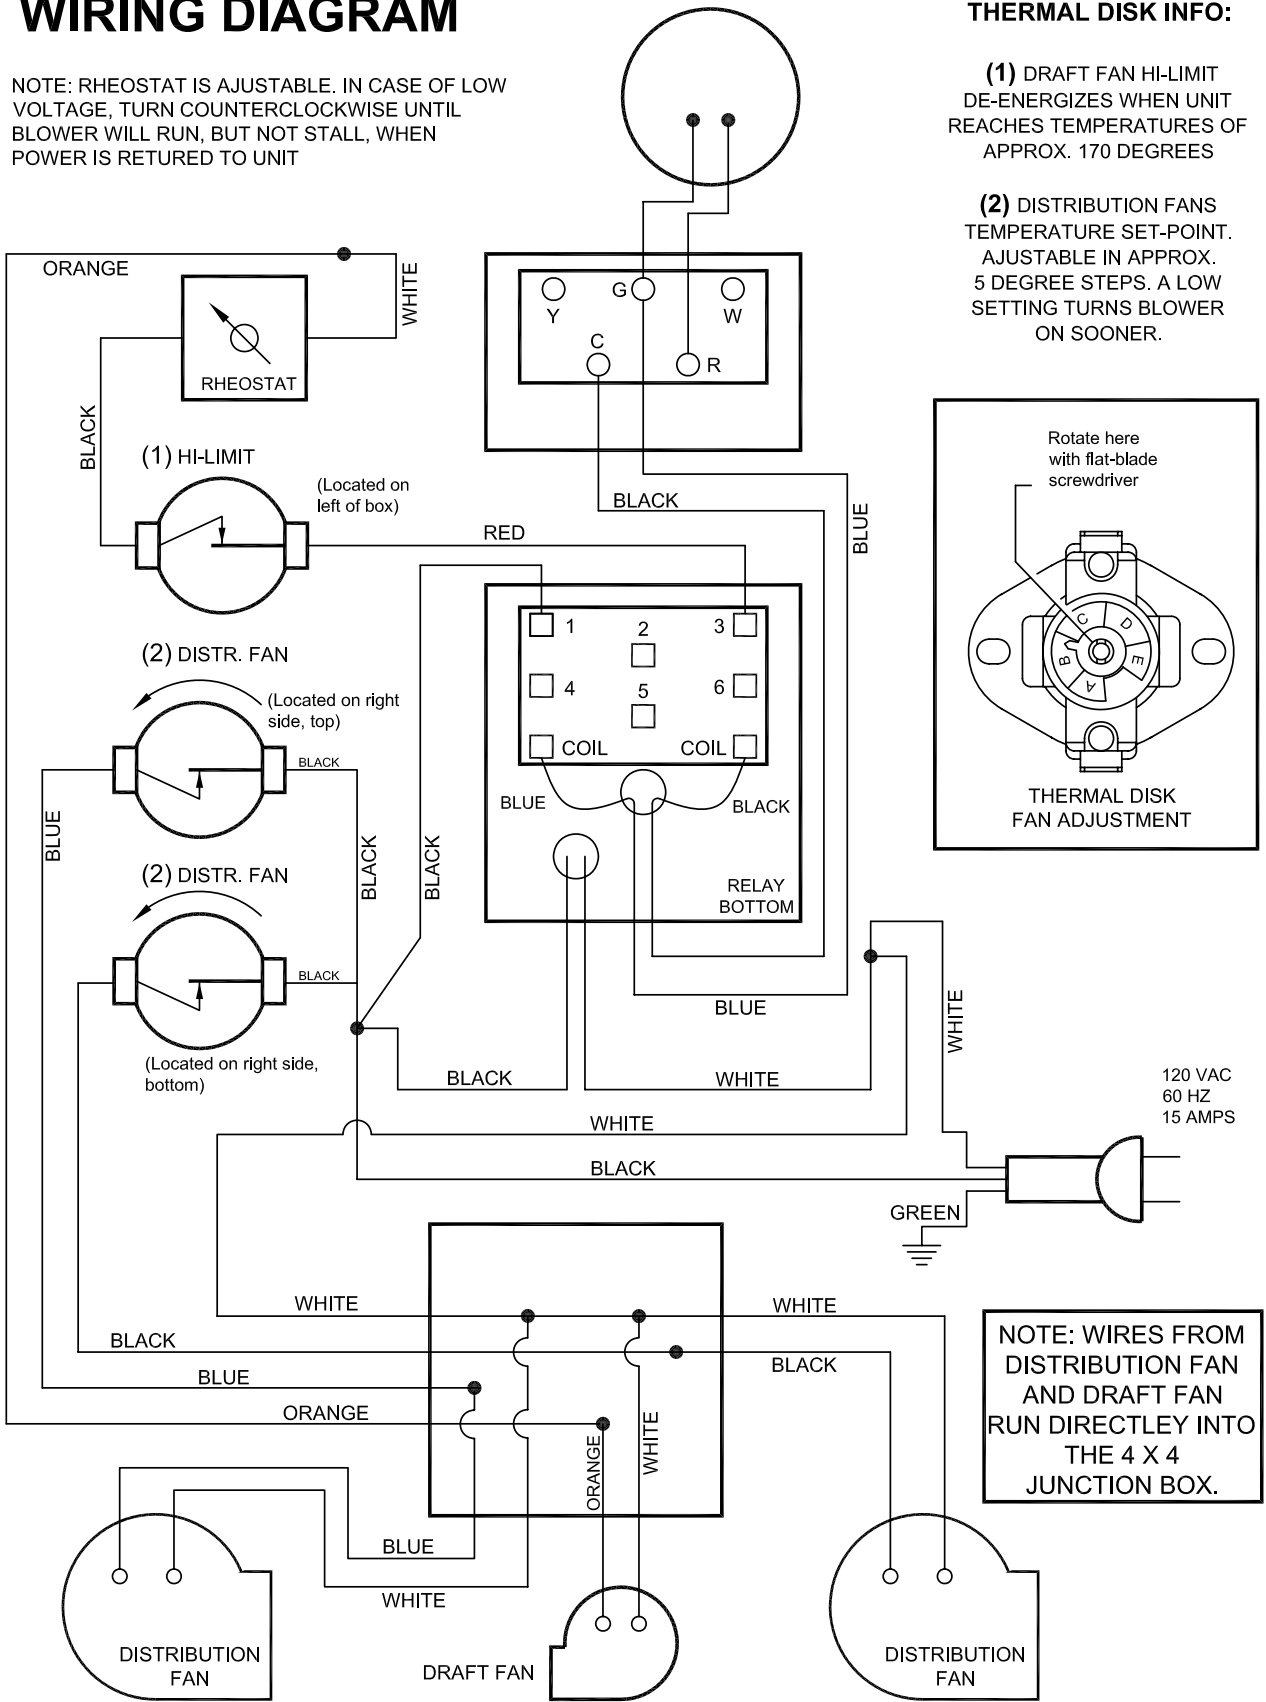 WIRING DIAGRAM
NOTE: RHEOSTAT IS AJUSTABLE. IN CASE OF LOW
VOLTAGE, TURN COUNTERCLOCKWISE UNTIL
BLOWER WILL RUN, BUT NOT STALL, WHEN
POWER IS RETURED TO UNIT
THERMAL DISK INFO:
(1) DRAFT FAN HI-LIMIT
DE-ENERGIZES WHEN UNIT
REACHES TEMPERATURES OF
APPROX. 170 DEGREES
(2) DISTRIBUTION FANS
TEMPERATURE SET-POINT.
AJUSTABLE IN APPROX.
5 DEGREE STEPS. A LOW
SETTING TURNS BLOWER
ON SOONER.
ORANGE
WHITE
RHEOSTAT
BLACK
Y
G
W
C
R
(1) HI-LIMIT
(Located on
left of box)
RED
BLACK
BLUE
Rotate here
with flat-blade
screwdriver
A
B
C
D
E
THERMAL DISK
FAN ADJUSTMENT
(2) DISTR. FAN
(Located on right
side, top)
BLACK
BLUE
BLACK
BLACK
1
2
3
4
5
6
COIL
COIL
BLUE
BLACK
RELAY
BOTTOM
(2) DISTR. FAN
BLACK
(Located on right side,
bottom)
BLUE
WHITE
BLACK
WHITE
WHITE
BLACK
GREEN
120 VAC
60 HZ
15 AMPS
WHITE
WHITE
BLACK
BLACK
BLUE
ORANGE
ORANGE
WHITE
BLUE
WHITE
NOTE: WIRES FROM
DISTRIBUTION FAN
AND DRAFT FAN
RUN DIRECTLEY INTO
THE 4 X 4
JUNCTION BOX.
DISTRIBUTION
FAN
DRAFT FAN
DISTRIBUTION
FAN